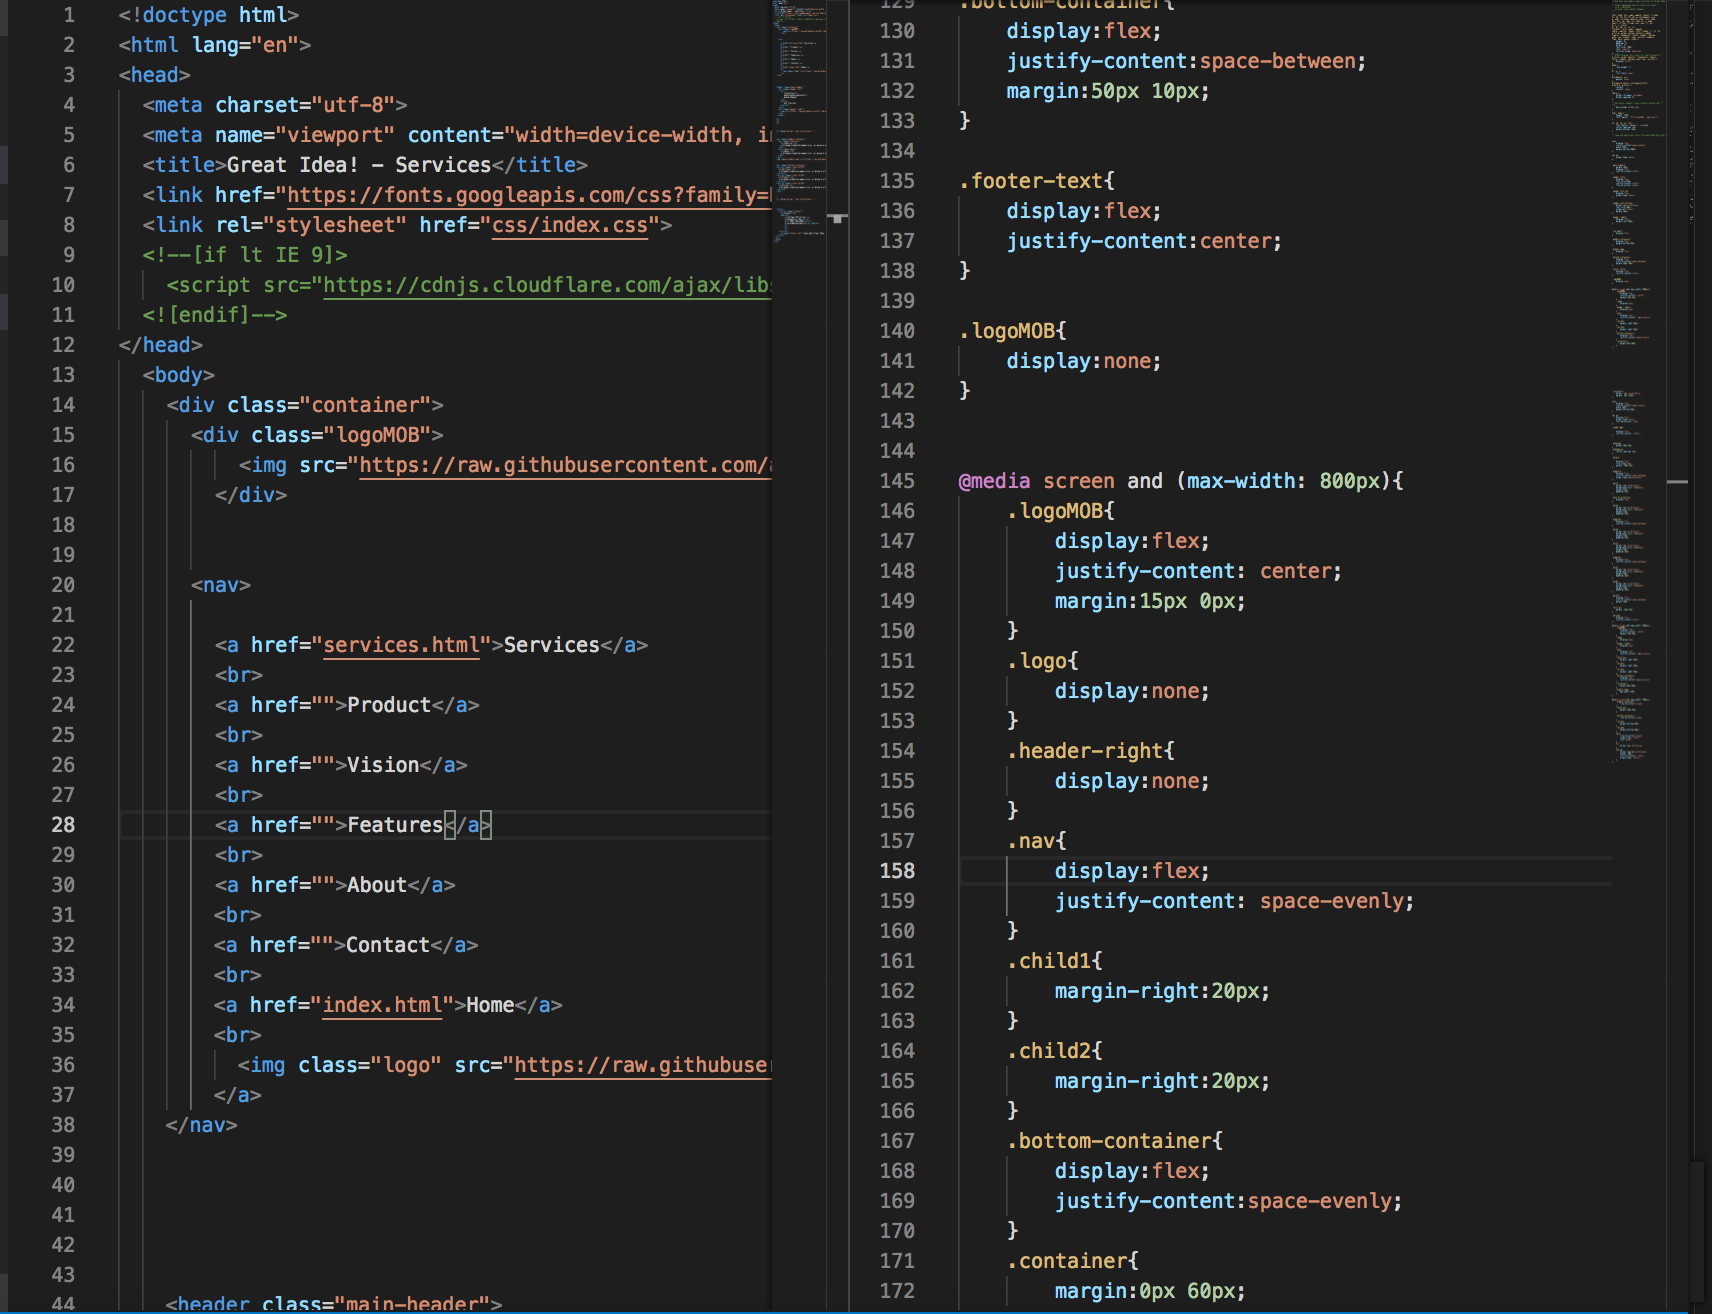 1 <!doctype html>
2 <html lang="en">
3 <head>
4 <meta charset="utf-8">
5 <meta name="viewport" content="width=device-width,
6 <title>Great Idea! - Services</title>
7 <link href="https://fonts.googleapis.com/css?family=
8 <link rel="stylesheet" href="css/index.css">
9 <!--[if lt IE 9]>
10 <script src="https://cdnjs.cloudflare.com/ajax/libs
11 <![endif]-->
12 </head>
13 <body>
14 <div class="container">
15 <div class="logoMOB">
16 <img src="https://raw.githubusercontent.com/
17 </div>
18
19
20 <nav>
21
22 <a href="services.html">Services</a>
23 <br>
24 <a href="">Product</a>
25 <br>
26 <a href="">Vision</a>
27 <br>
28 <a href="">Features</a>
29 <br>
30 <a href="">About</a>
31 <br>
32 <a href="">Contact</a>
33 <br>
34 <a href="index.html">Home</a>
35 <br>
36 <img class="logo" src="https://raw.githubuser
37 </a>
38 </nav>
39
40
41
42
43
44 <header class="main-header">
129 .bottom-container{
130 display:flex;
131 justify-content:space-between;
132 margin:50px 10px;
133 }
134
135 .footer-text{
136 display:flex;
137 justify-content:center;
138 }
139
140 .logoMOB{
141 display:none;
142 }
143
144
145 @media screen and (max-width: 800px){
146 .logoMOB{
147 display:flex;
148 justify-content: center;
149 margin:15px 0px;
150 }
151 .logo{
152 display:none;
153 }
154 .header-right{
155 display:none;
156 }
157 .nav{
158 display:flex;
159 justify-content: space-evenly;
160 }
161 .child1{
162 margin-right:20px;
163 }
164 .child2{
165 margin-right:20px;
166 }
167 .bottom-container{
168 display:flex;
169 justify-content:space-evenly;
170 }
171 .container{
172 margin:0px 60px;